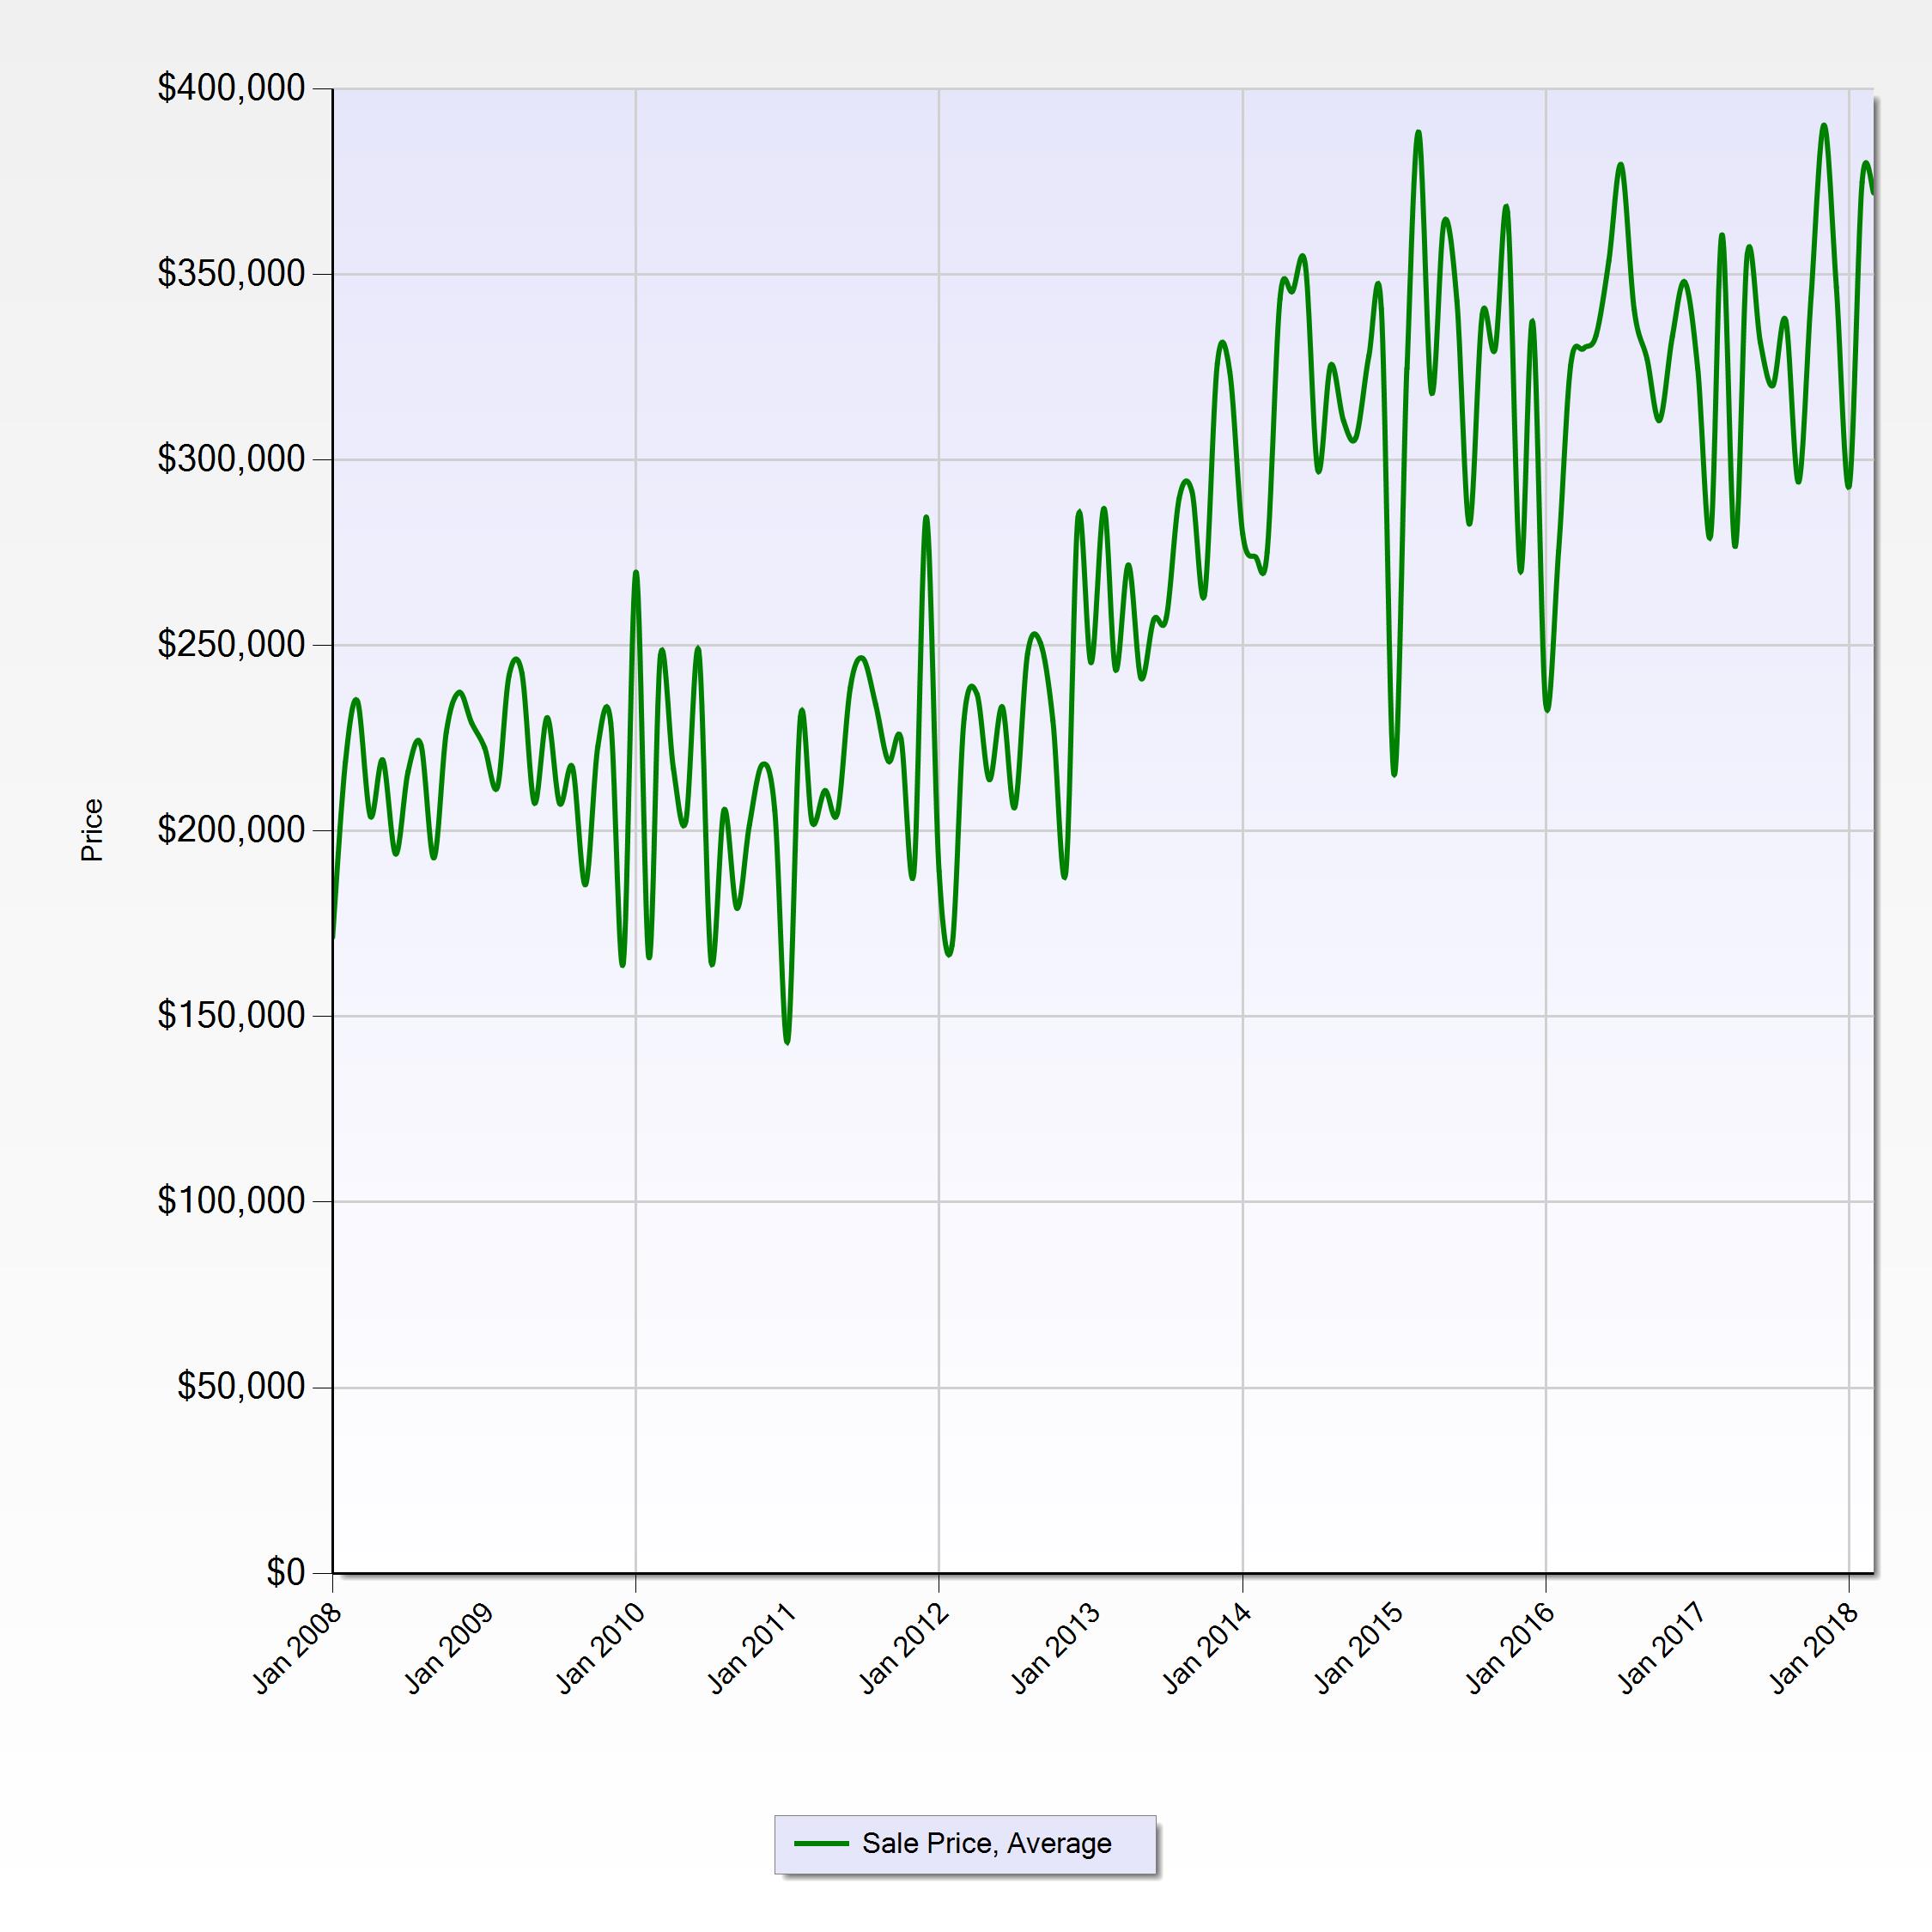 $400,000
$350,000
$300,000
$250,000
$200,000
$150,000
$100,000
$50,000
$0
Price
Jan 2008
Jan 2009
Jan 2010
Jan 2011
Jan 2012
Jan 2013
Jan 2014
Jan 2015
Jan 2016
Jan 2017
Jan 2018
Sale Price, Average